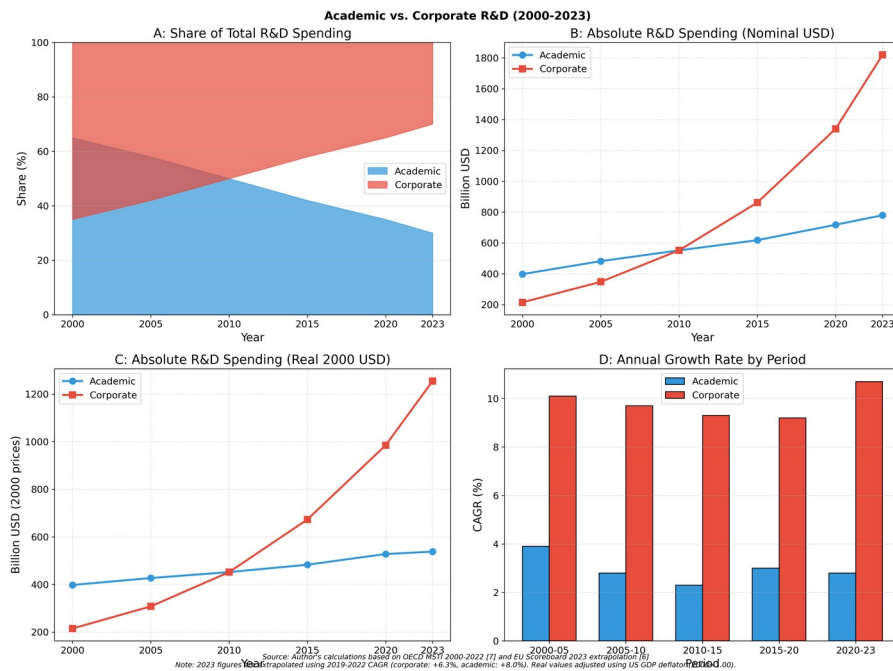 Academic vs. Corporate R&D (2000-2023)
A: Share of Total R&D Spending
100
80
60
40
20
0
Share (%)
Academic
Corporate
2000 2005 2010 2015 2020 2023
Year
B: Absolute R&D Spending (Nominal USD)
Academic
Corporate
1800
1600
1400
1200
1000
800
600
400
200
Billion USD
2000 2005 2010 2015 2020 2023
Year
C: Absolute R&D Spending (Real 2000 USD)
Academic
Corporate
1200
1000
800
600
400
200
Billion USD (2000 prices)
2000 2005 2010 2015 2020 2023
Year
D: Annual Growth Rate by Period
Academic
Corporate
10
8
6
4
2
0
CAGR (%)
2000-05 2005-10 2010-15 2015-20 2020-23
Period
Source: Author's calculations based on OECD MSTI 2000-2022 [7] and EU Scoreboard 2023 extrapolation [6]
Note: 2023 figures extrapolated using 2019-2022 CAGR (corporate: +6.3%, academic: +8.0%). Real values adjusted using US GDP deflator